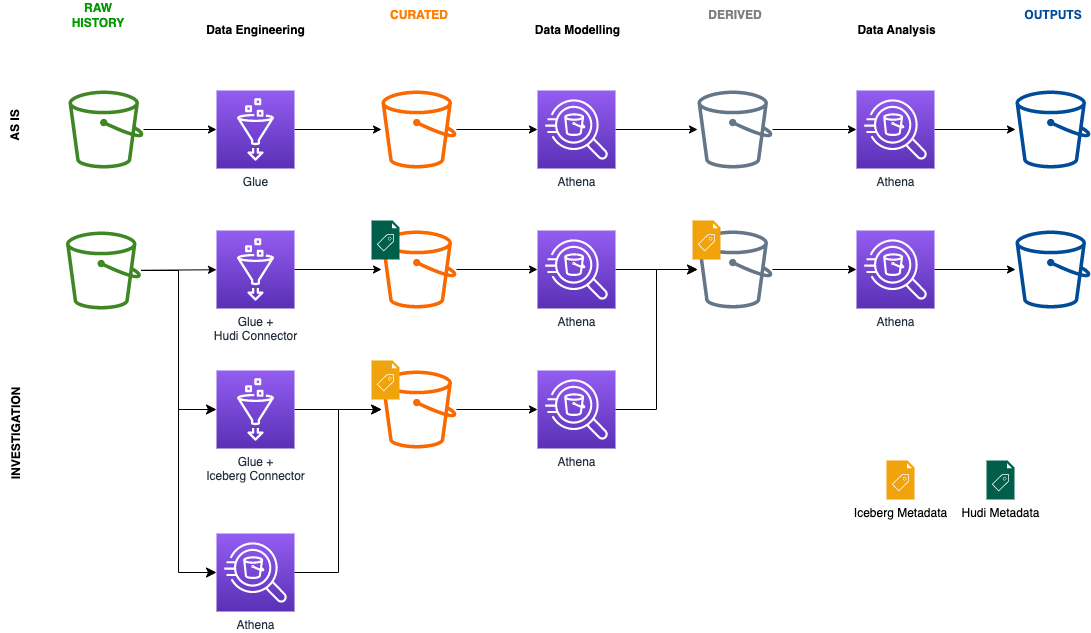 RAW
HISTORY
Data Engineering
CURATED
Data Modelling
DERIVED
Data Analysis
OUTPUTS
AS IS
Glue
Athena
Athena
INVESTIGATION
Glue +
Hudi Connector
Athena
Athena
Glue +
Iceberg Connector
Athena
Iceberg Metadata
Hudi Metadata
Athena